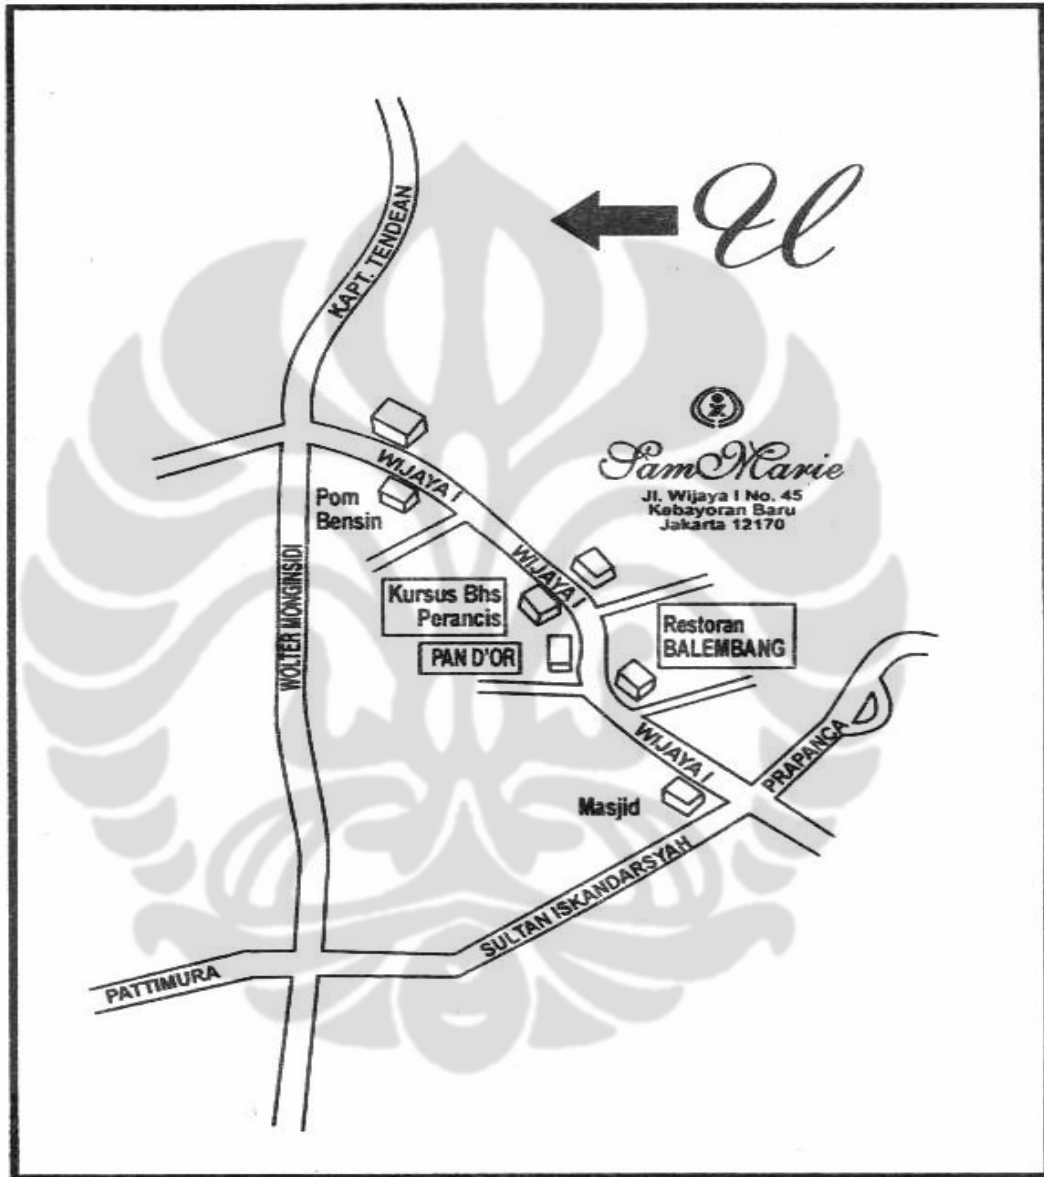 U
KAPT. TENDEAN
SamMarie
Jl. Wijaya I No. 45
Kebayoran Baru
Jakarta 12170
WIJAYA I
Pom
Bensin
WIJAYA I
WOLTER MONGINSIDI
Kursus Bhs
Perancis
Restoran
BALEMBANG
PAN D'OR
WIJAYA I
PRAPANCA
Masjid
SULTAN ISKANDARSYAH
PATTIMURA